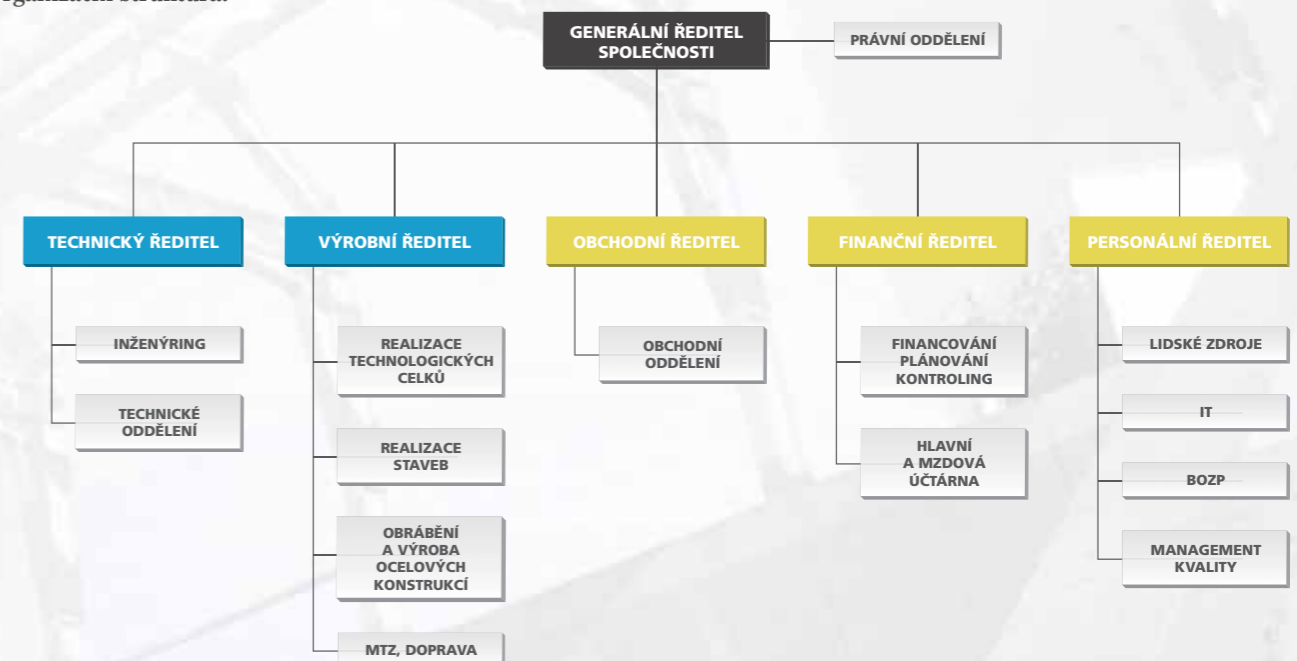 GENERÁLNÍ ŘEDITEL
SPOLEČNOSTI
PRÁVNÍ ODDĚLENÍ
TECHNICKÝ ŘEDITEL
VÝROBNÍ ŘEDITEL
OBCHODNÍ ŘEDITEL
FINANČNÍ ŘEDITEL
PERSONÁLNÍ ŘEDITEL
INŽENÝRING
TECHNICKÉ
ODDĚLENÍ
REALIZACE
TECHNOLOGICKÝCH
CELKŮ
REALIZACE
STAVEB
OBRÁBĚNÍ
A VÝROBA
OCELOVÝCH
KONSTRUKCÍ
MTZ, DOPRAVA
OBCHODNÍ
ODDĚLENÍ
FINANCOVÁNÍ
PLÁNOVÁNÍ
KONTROLING
HLAVNÍ
A MZDOVÁ
ÚČTÁRNA
LIDSKÉ ZDROJE
IT
BOZP
MANAGEMENT
KVALITY